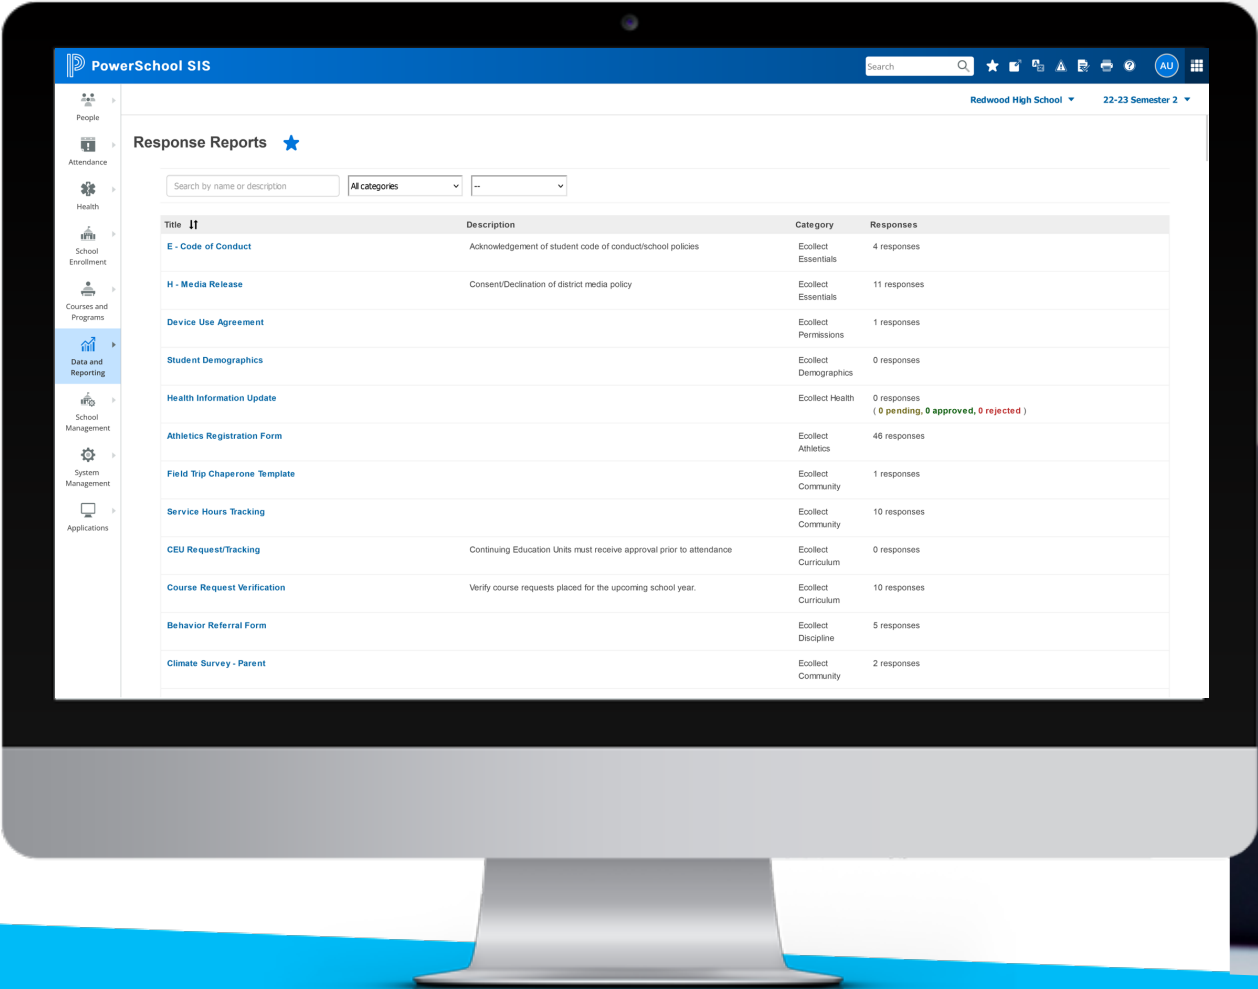 PowerSchool SIS
Search
AU
Redwood High School
22-23 Semester 2
People
Attendance
Health
School
Enrollment
Courses and
Programs
Data and
Reporting
School
Management
System
Management
Applications
Response Reports
Search by name or description
All categories
--
Title Description Category Responses
E - Code of Conduct Acknowledgement of student code of conduct/school policies Ecollect 4 responses
Essentials
H - Media Release Consent/Declination of district media policy Ecollect 11 responses
Essentials
Device Use Agreement Ecollect 1 responses
Permissions
Student Demographics Ecollect 0 responses
Demographics
Health Information Update Ecollect Health 0 responses
( 0 pending, 0 approved, 0 rejected )
Athletics Registration Form Ecollect 46 responses
Athletics
Field Trip Chaperone Template Ecollect 1 responses
Community
Service Hours Tracking Ecollect 10 responses
Community
CEU Request/Tracking Continuing Education Units must receive approval prior to attendance Ecollect 0 responses
Curriculum
Course Request Verification Verify course requests placed for the upcoming school year. Ecollect 10 responses
Curriculum
Behavior Referral Form Ecollect 5 responses
Discipline
Climate Survey - Parent Ecollect 2 responses
Community